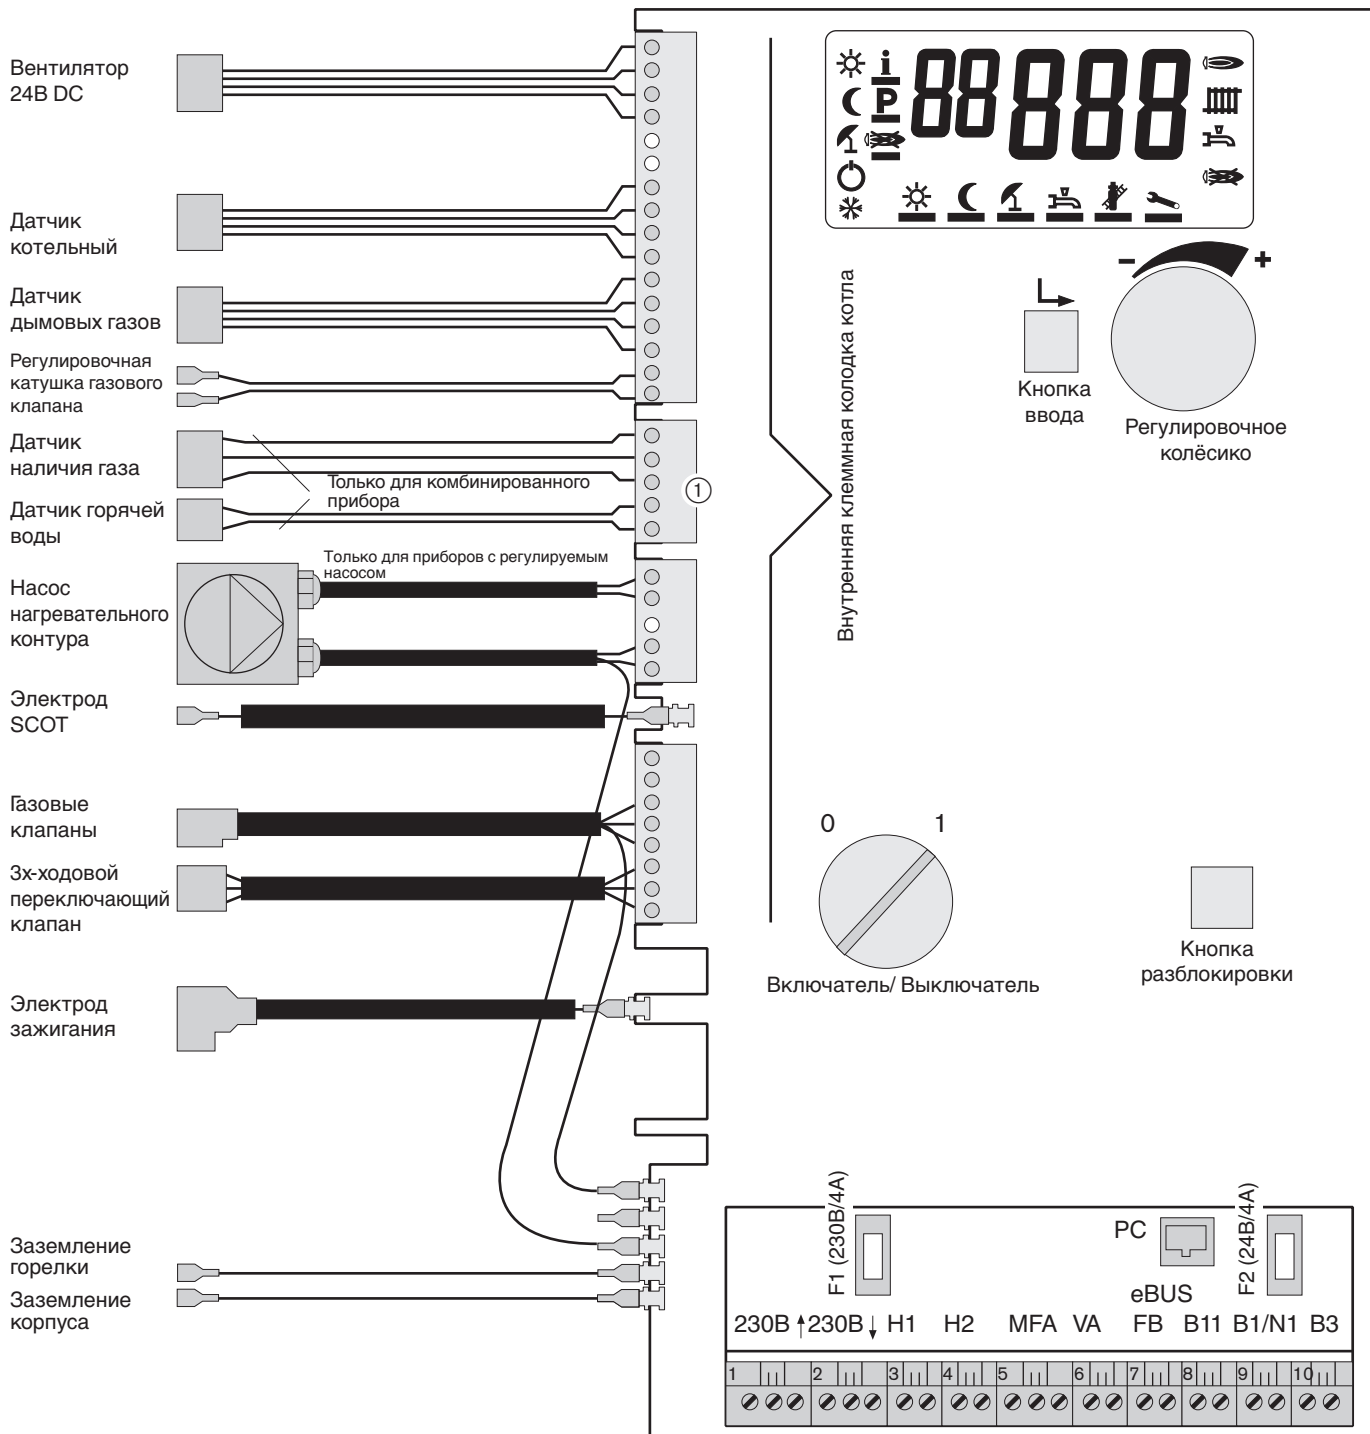 Вентилятор
24В DC
Датчик
котельный
Датчик
дымовых газов
Регулировочная
катушка газового
клапана
Датчик
наличия газа
Только для комбинированного
прибора
Датчик горячей
воды
Только для приборов с регулируемым
насосом
Насос
нагревательного
контура
Электрод
SCOT
Газовые
клапаны
3х-ходовой
переключающий
клапан
Электрод
зажигания
Заземление
горелки
Заземление
корпуса
1
Внутренняя клеммная колодка котла
i
P
88 888
- +
Кнопка
ввода
Регулировочное
колёсико
0 1
Включатель/ Выключатель
Кнопка
разблокировки
F1 (230В/4А)
PC
F2 (24В/4А)
eBUS
230В 230В H1 H2 MFA VA FB B11 B1/N1 B3
1 2 3 4 5 6 7 8 9 10